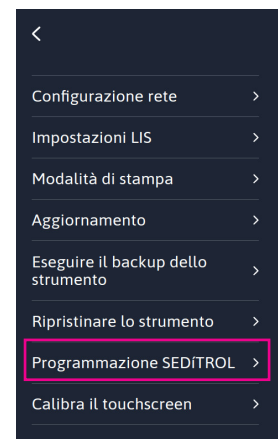 Configurazione rete
Impostazioni LIS
Modalità di stampa
Aggiornamento
Eseguire il backup dello
strumento
Ripristinare lo strumento
Programmazione SEDíTROL
Calibra il touchscreen